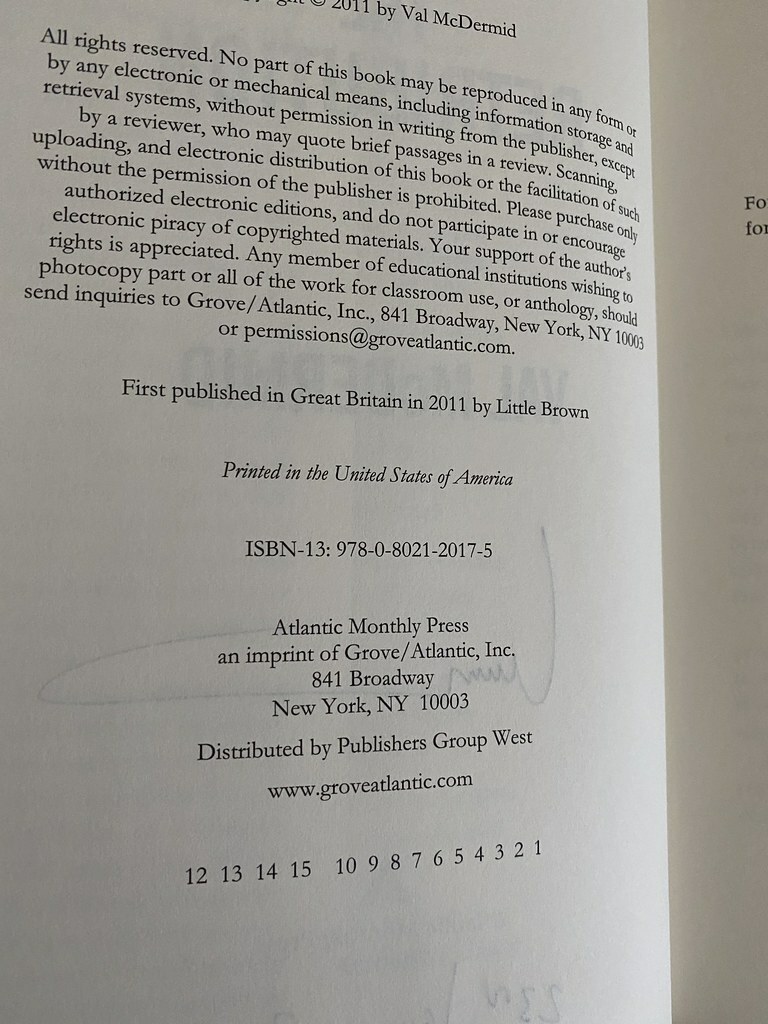 2011 by Val McDermid
All rights reserved. No part of this book may be reproduced in any form or
by any electronic or mechanical means, including information storage and
retrieval systems, without permission in writing from the publisher, except
by a reviewer, who may quote brief passages in a review. Scanning,
uploading, and electronic distribution of this book or the facilitation of such
without the permission of the publisher is prohibited. Please purchase only
authorized electronic editions, and do not participate in or encourage
electronic piracy of copyrighted materials. Your support of the author's
rights is appreciated. Any member of educational institutions wishing to
photocopy part or all of the work for classroom use, or anthology, should
send inquiries to Grove/Atlantic, Inc., 841 Broadway, New York, NY 10003
or permissions@groveatlantic.com.
First published in Great Britain in 2011 by Little Brown
Printed in the United States of America
ISBN-13: 978-0-8021-2017-5
Atlantic Monthly Press
an imprint of Grove/Atlantic, Inc.
841 Broadway
New York, NY 10003
Distributed by Publishers Group West
www.groveatlantic.com
12 13 14 15 10 9 8 7 6 5 4 3 2 1
Fo
for